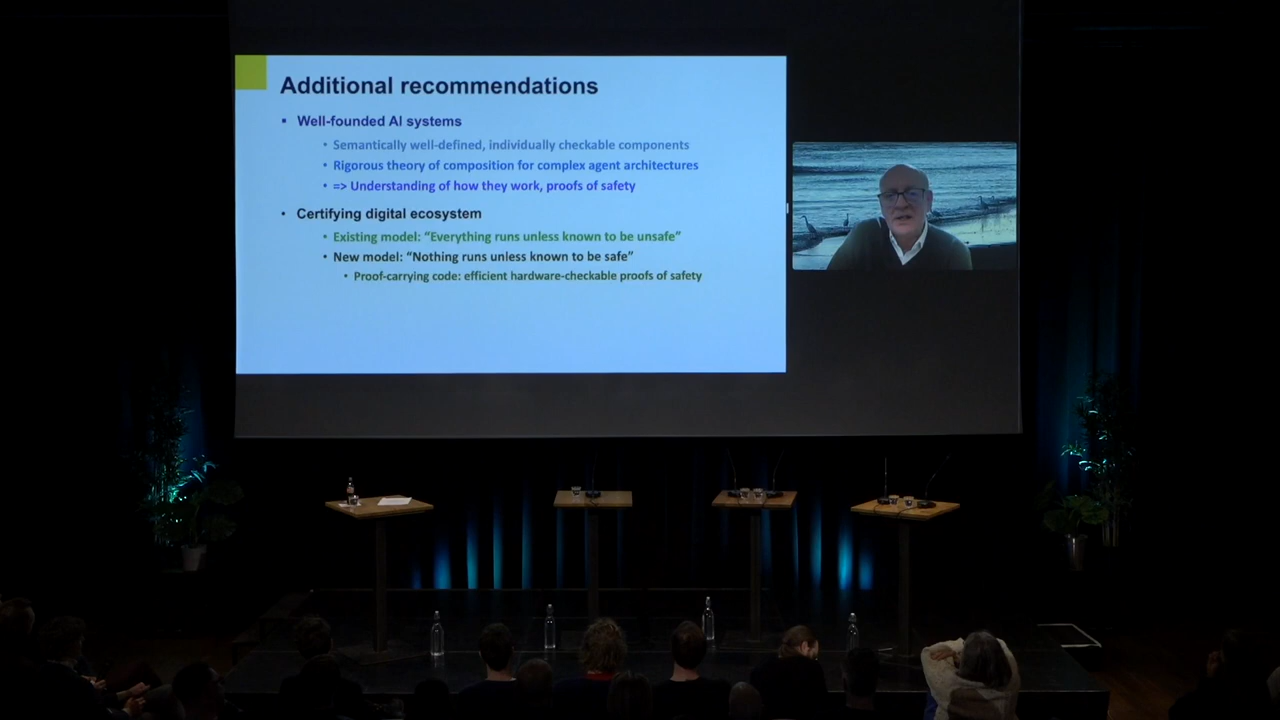 Additional recommendations
▪ Well-founded AI systems
• Semantically well-defined, individually checkable components
• Rigorous theory of composition for complex agent architectures
• => Understanding of how they work, proofs of safety
• Certifying digital ecosystem
• Existing model: “Everything runs unless known to be unsafe”
• New model: “Nothing runs unless known to be safe”
• Proof-carrying code: efficient hardware-checkable proofs of safety